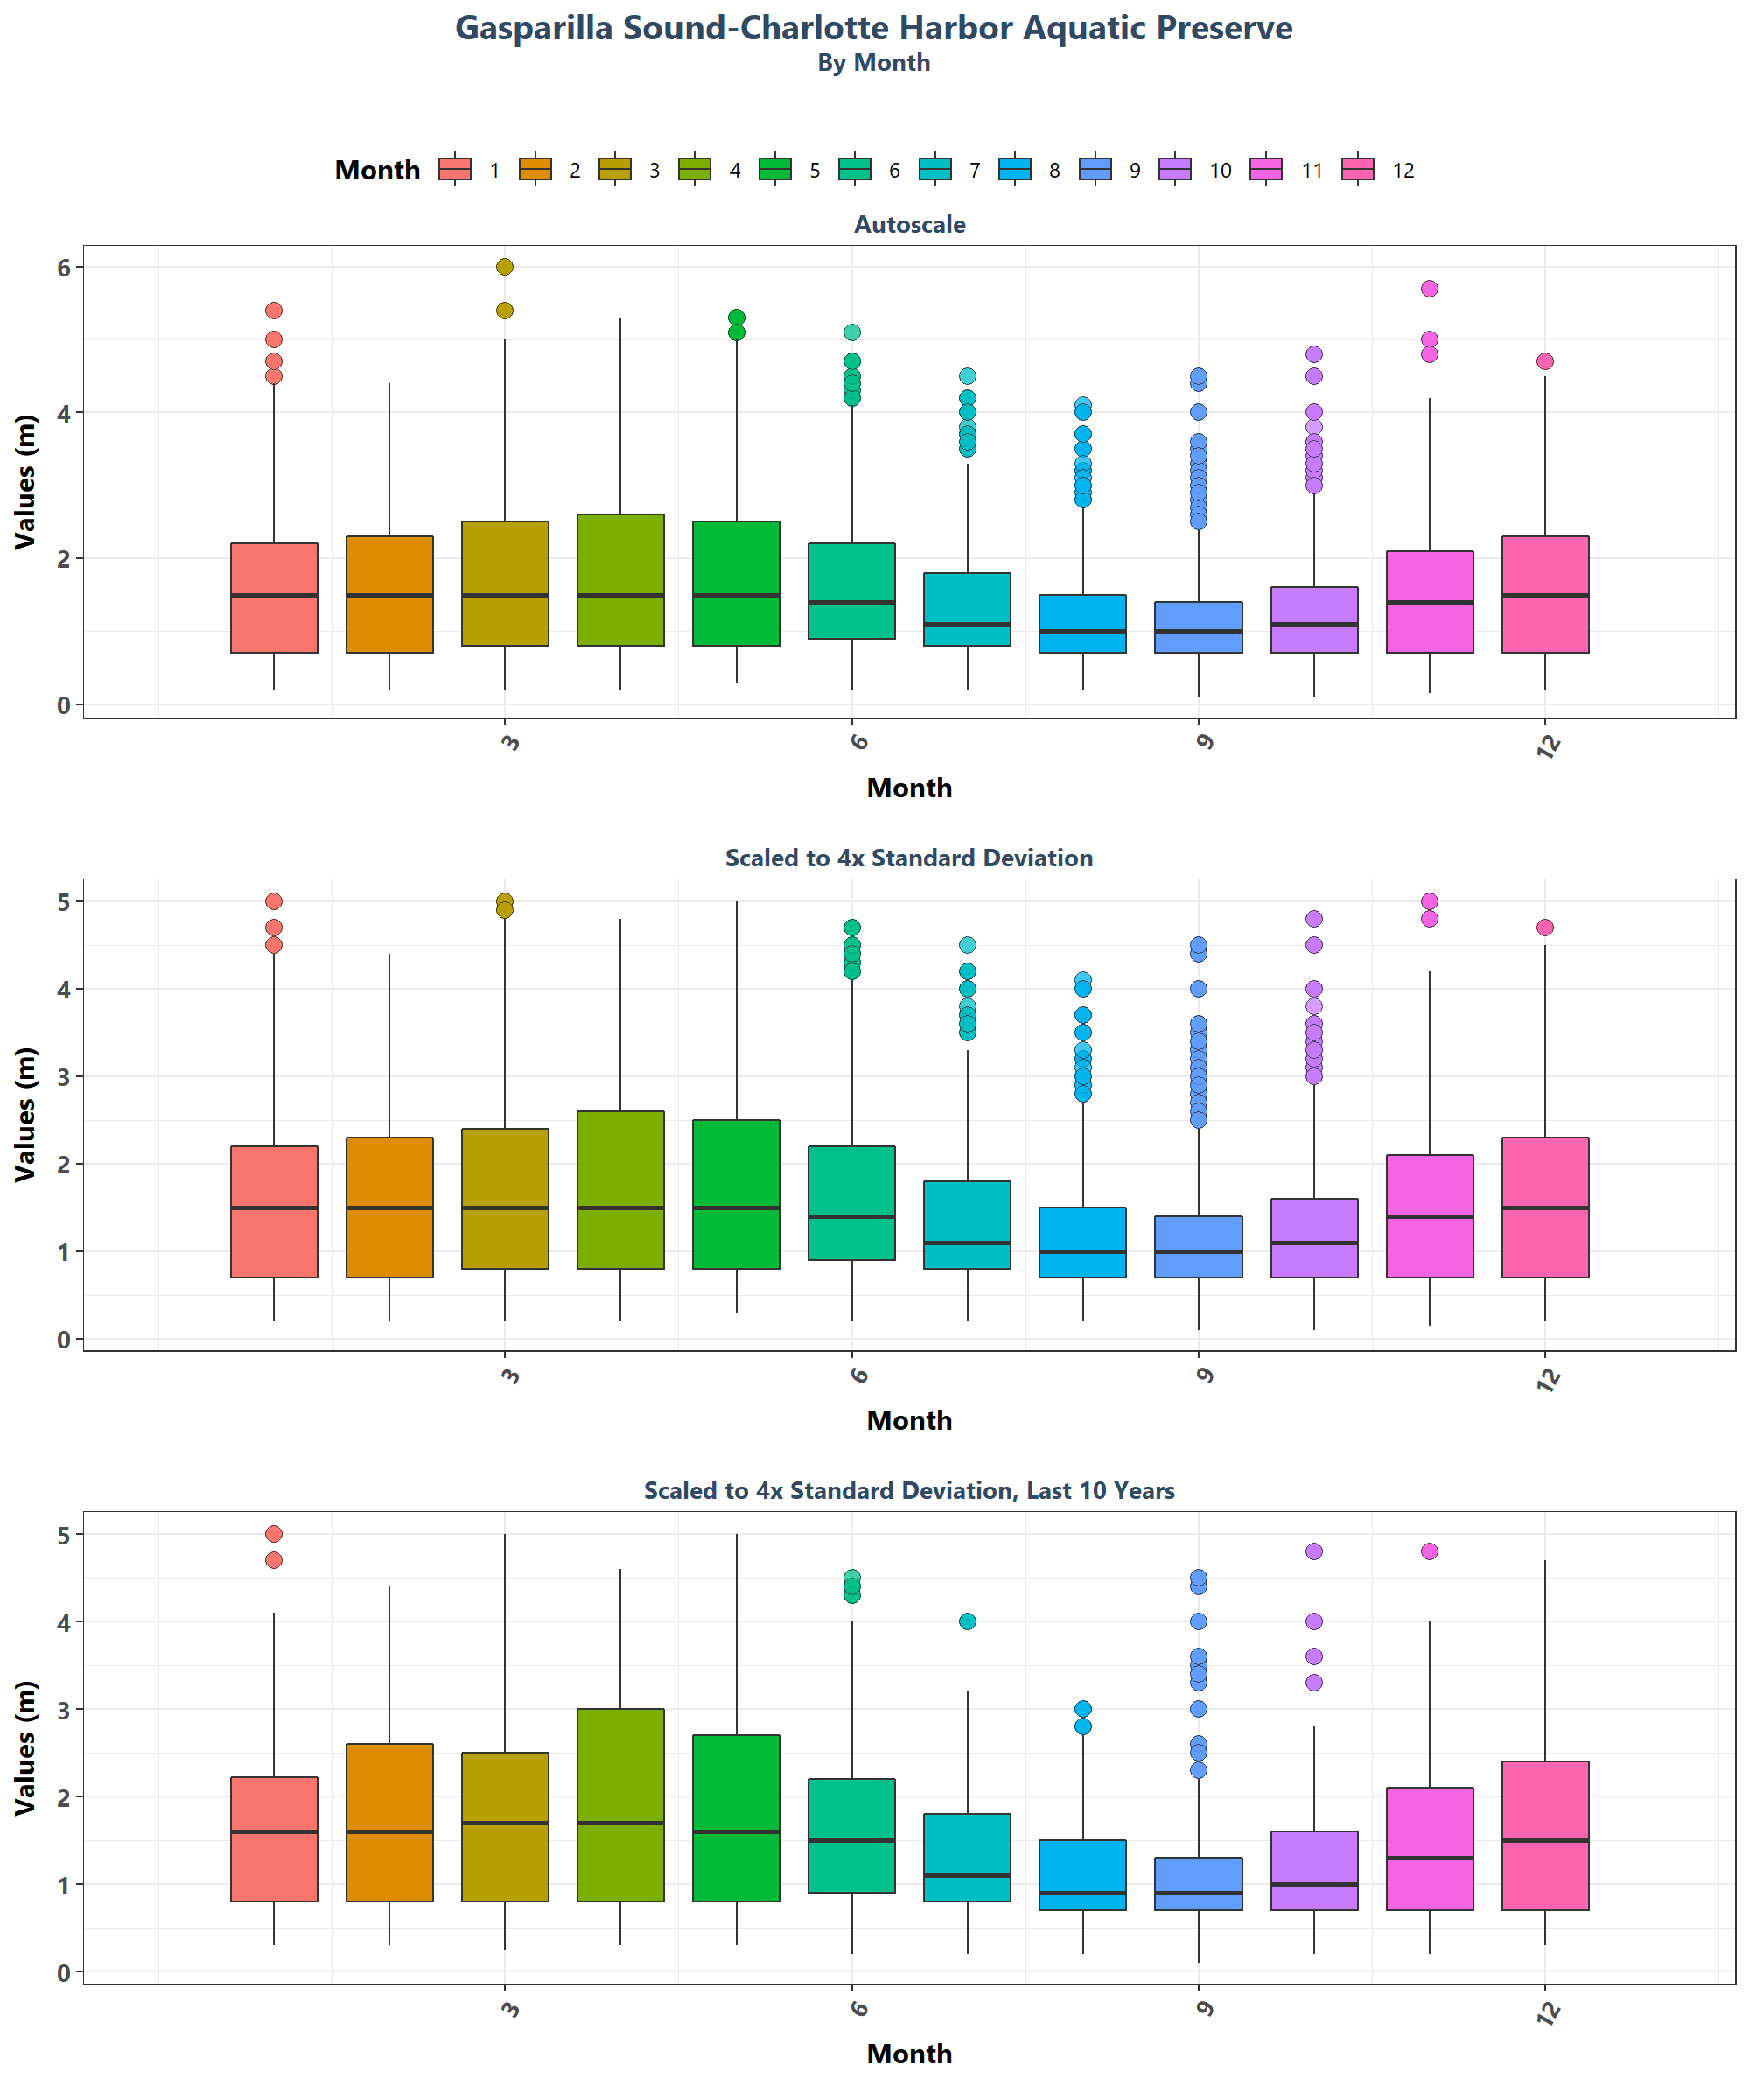 Gasparilla Sound-Charlotte Harbor Aquatic Preserve
By Month
Month 1 2 3 4 5 6 7 8 9 10 11 12
Autoscale
Values (m)
6
4
2
0
3 6 9 12
Month
Scaled to 4x Standard Deviation
Values (m)
5
4
3
2
1
0
3 6 9 12
Month
Scaled to 4x Standard Deviation, Last 10 Years
Values (m)
5
4
3
2
1
0
3 6 9 12
Month